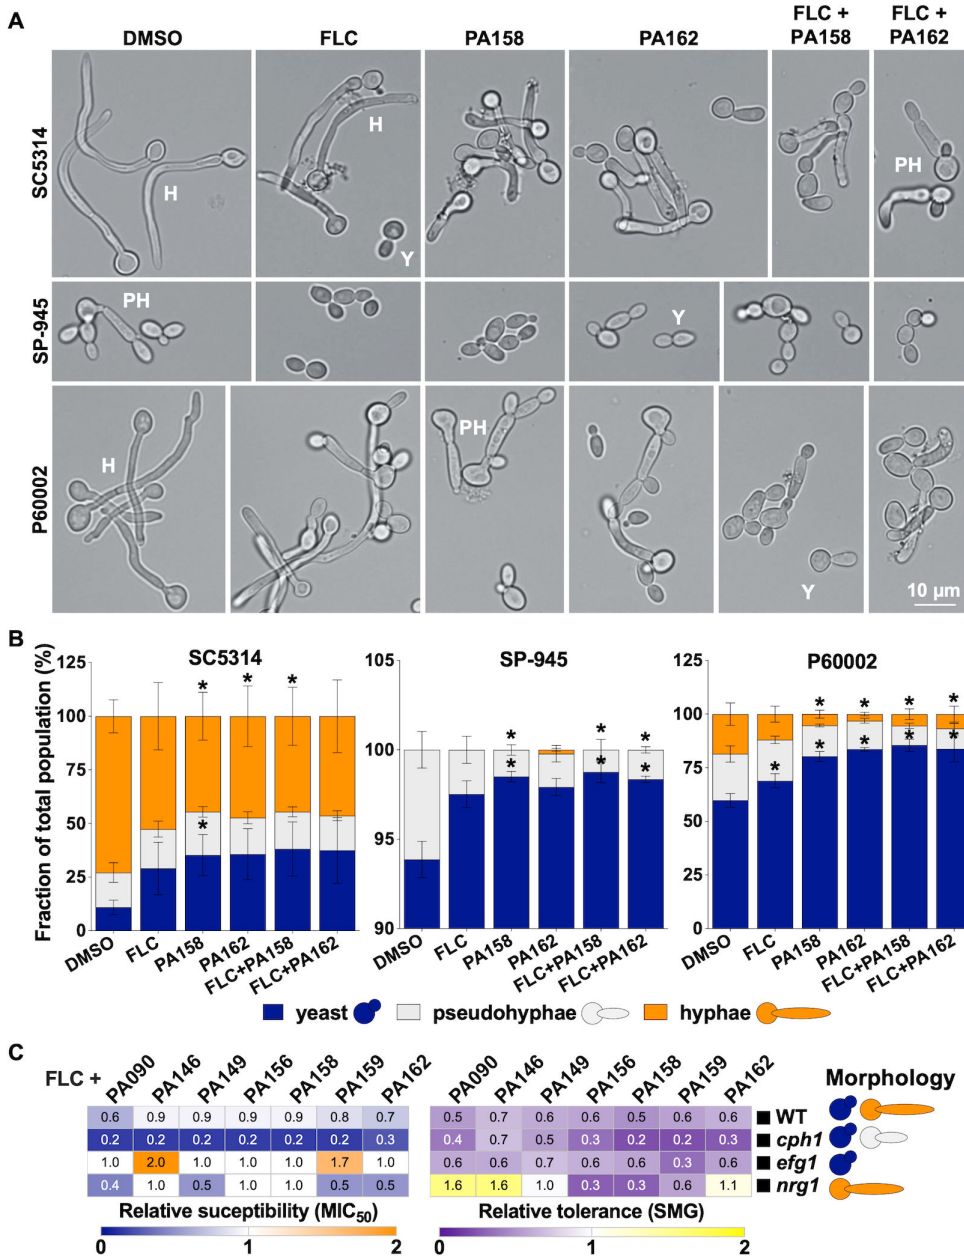 A
DMSO FLC PA158 PA162 FLC + PA158 FLC + PA162
SC5314
H
H
Y
PH
SP-945
PH
Y
P60002
H
PH
Y
10 µm
B
Fraction of total population (%)
SC5314
125
100
75
50
25
0
DMSO FLC PA158 PA162 FLC+PA158 FLC+PA162
* * *
*
SP-945
105
100
95
90
DMSO FLC PA158 PA162 FLC+PA158 FLC+PA162
* * *
* * *
P60002
125
100
75
50
25
0
DMSO FLC PA158 PA162 FLC+PA158 FLC+PA162
* * * *
* * * * *
yeast pseudohyphae hyphae
C
FLC + PA090 PA146 PA149 PA156 PA158 PA159 PA162 PA090 PA146 PA149 PA156 PA158 PA159 PA162 Morphology
0.6 0.9 0.9 0.9 0.9 0.8 0.7 0.5 0.7 0.6 0.6 0.5 0.6 0.6 WT
0.2 0.2 0.2 0.2 0.2 0.2 0.3 0.4 0.7 0.5 0.3 0.2 0.2 0.3 cph1
1.0 2.0 1.0 1.0 1.0 1.7 1.0 0.6 0.6 0.7 0.6 0.6 0.3 0.6 efg1
0.4 1.0 0.5 1.0 1.0 0.5 0.5 1.6 1.6 1.0 0.3 0.3 0.6 1.1 nrg1
Relative suceptibility (MIC50)
0 1 2
Relative tolerance (SMG)
0 1 2